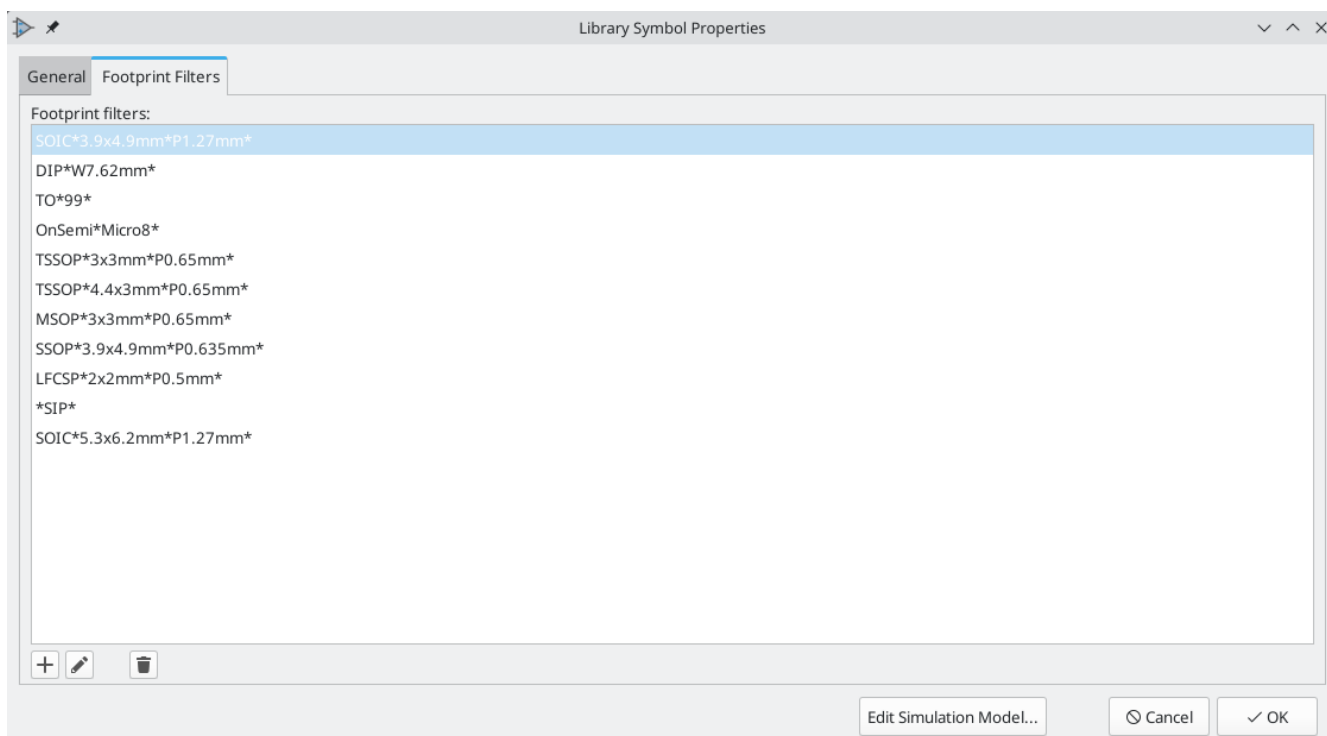 Library Symbol Properties
General Footprint Filters
Footprint filters:
SOIC*3.9x4.9mm*P1.27mm*
DIP*W7.62mm*
TO*99*
OnSemi*Micro8*
TSSOP*3x3mm*P0.65mm*
TSSOP*4.4x3mm*P0.65mm*
MSOP*3x3mm*P0.65mm*
SSOP*3.9x4.9mm*P0.635mm*
LFCSP*2x2mm*P0.5mm*
*SIP*
SOIC*5.3x6.2mm*P1.27mm*
Edit Simulation Model... Cancel OK